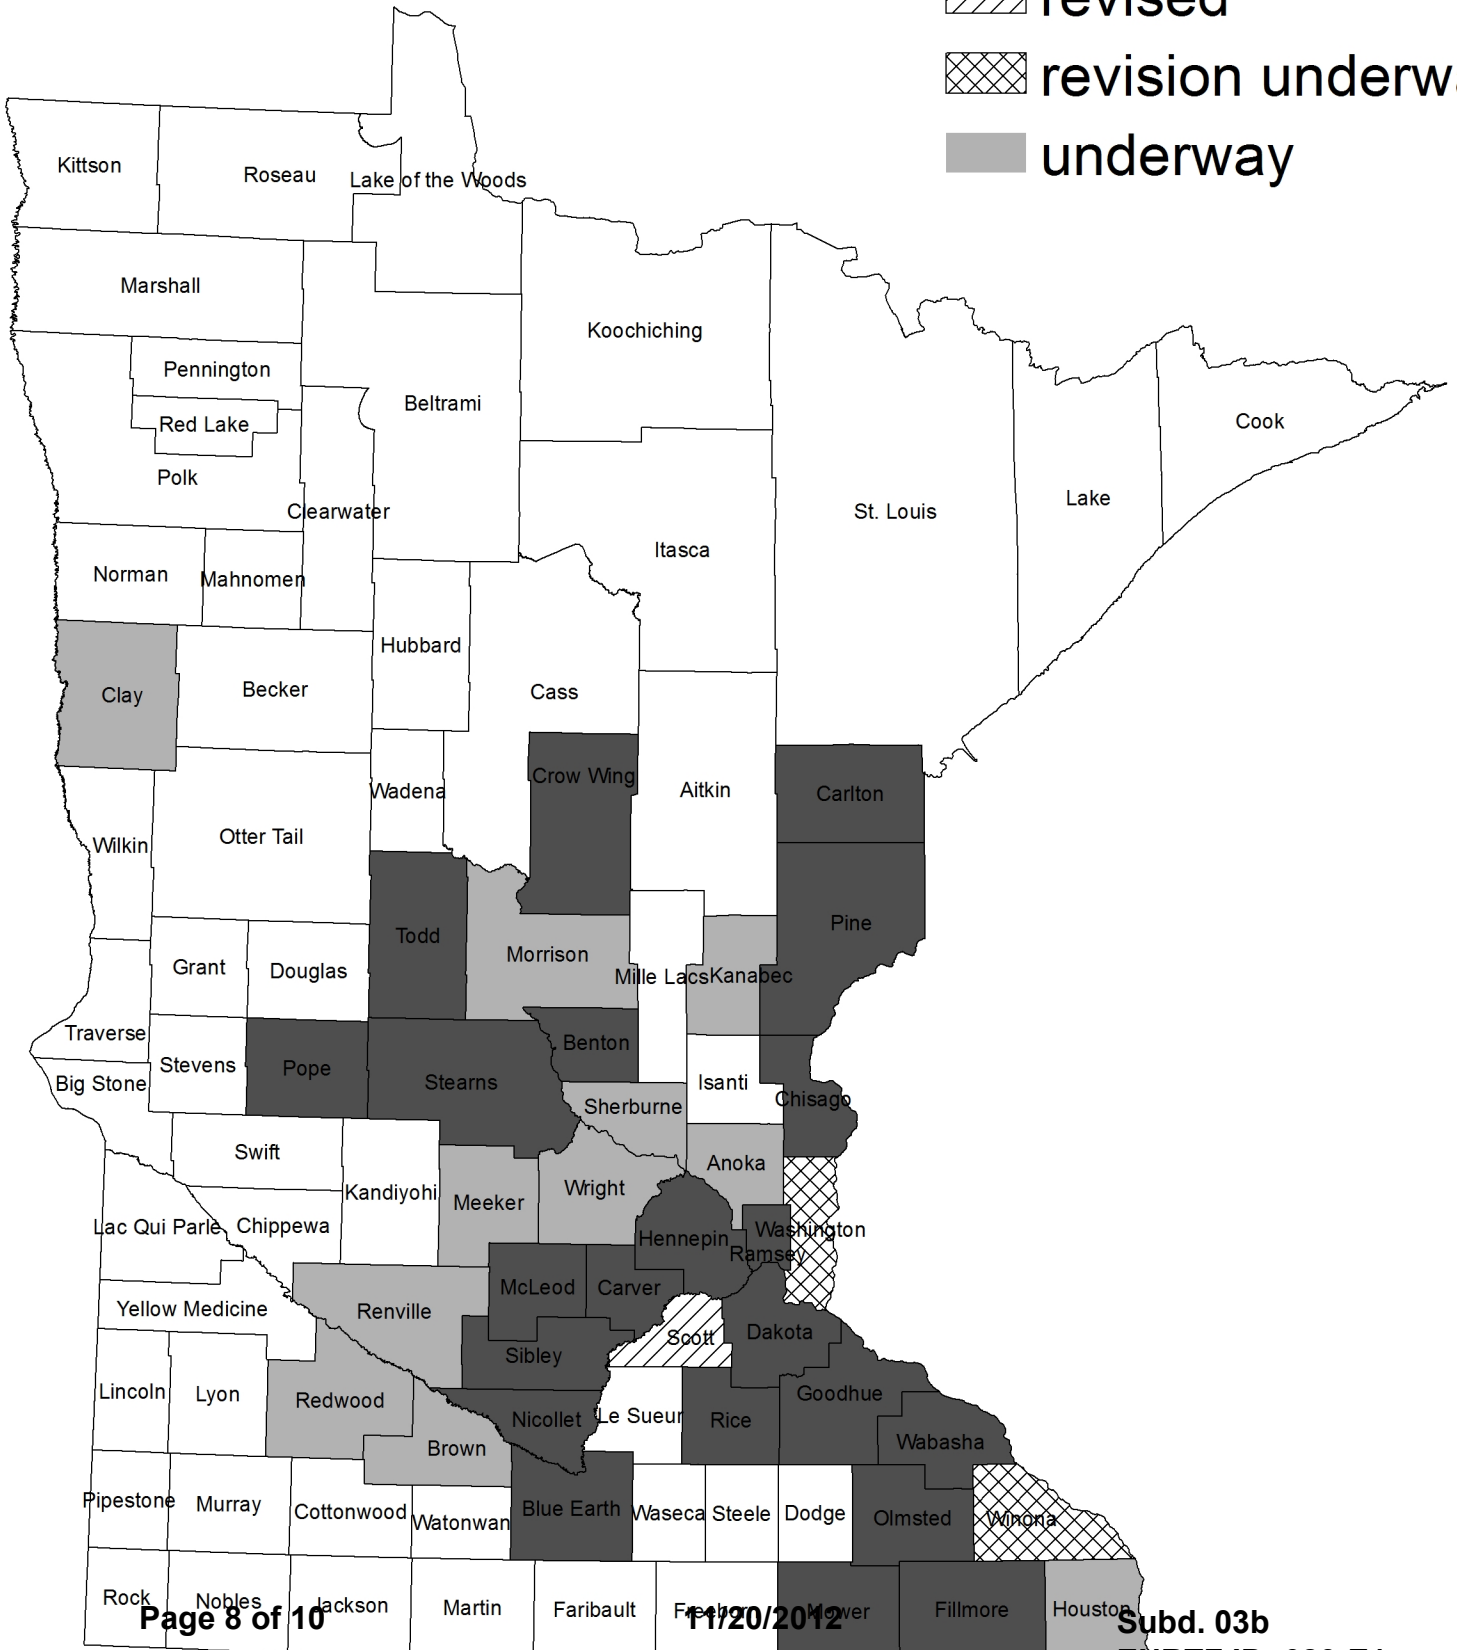 revised
revision underwa
underway
Kittson
Roseau
Lake of the Woods
Marshall
Koochiching
Pennington
Beltrami
Red Lake
Cook
Polk
Lake
Clearwater
St. Louis
Itasca
Norman
Mahnomen
Hubbard
Clay
Becker
Cass
Crow Wing
Aitkin
Carlton
Wadena
Otter Tail
Wilkin
Pine
Todd
Morrison
Grant
Douglas
Mille Lacs
Kanabec
Traverse
Benton
Stevens
Pope
Stearns
Isanti
Big Stone
Chisago
Sherburne
Swift
Anoka
Wright
Kandiyohi
Meeker
Lac Qui Parle
Chippewa
Washington
Hennepin
Ramsey
McLeod
Carver
Yellow Medicine
Renville
Dakota
Scott
Sibley
Lincoln
Lyon
Redwood
Goodhue
Nicollet
Le Sueur
Rice
Wabasha
Brown
Pipestone
Murray
Cottonwood
Blue Earth
Waseca
Steele
Dodge
Olmsted
Winona
Watonwan
Rock
Nobles
Jackson
Martin
Faribault
Freeborn
Mower
Fillmore
Houston
Page 8 of 10
11/20/2012
Subd. 03b